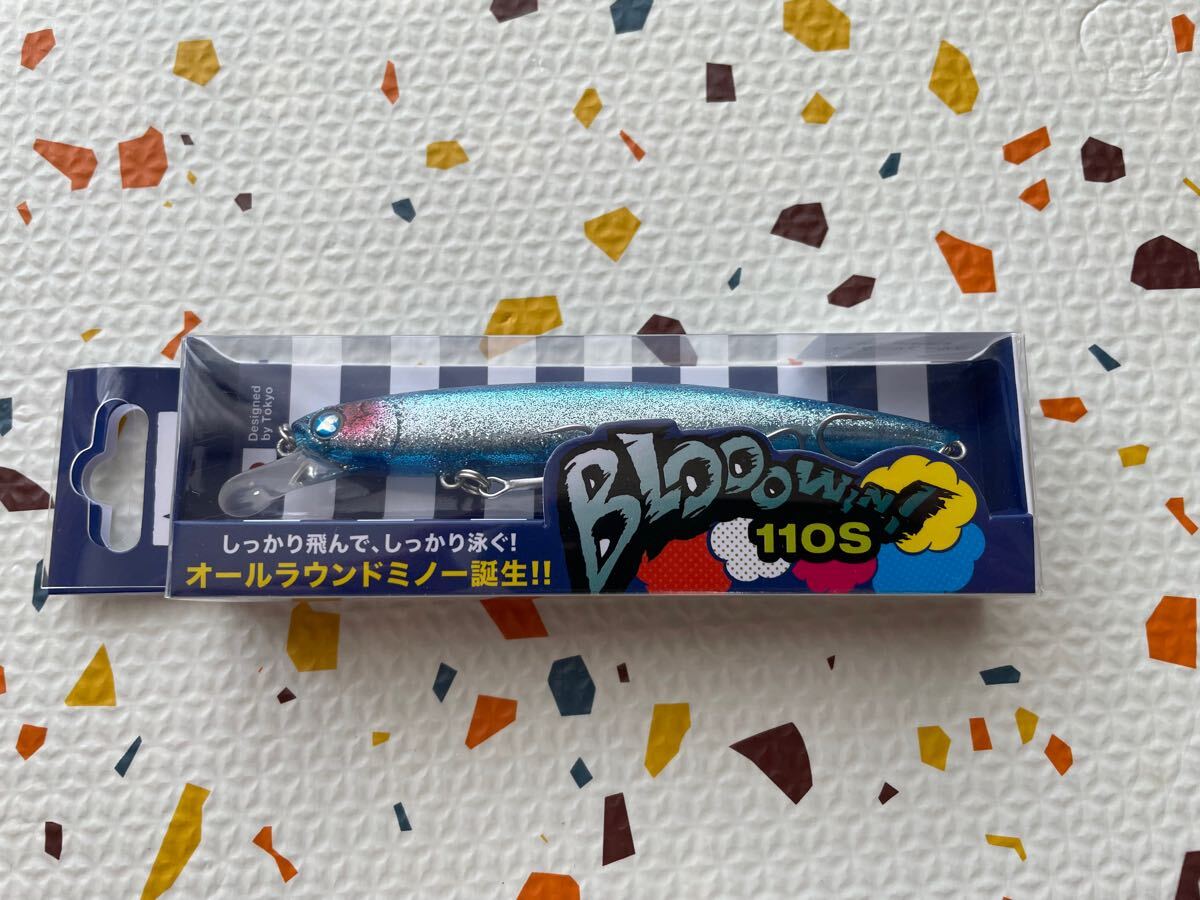 Designed
by Tokyo
BLOOOWIN!
110S
しっかり飛んで、しっかり泳ぐ!
オールラウンドミノー誕生!!